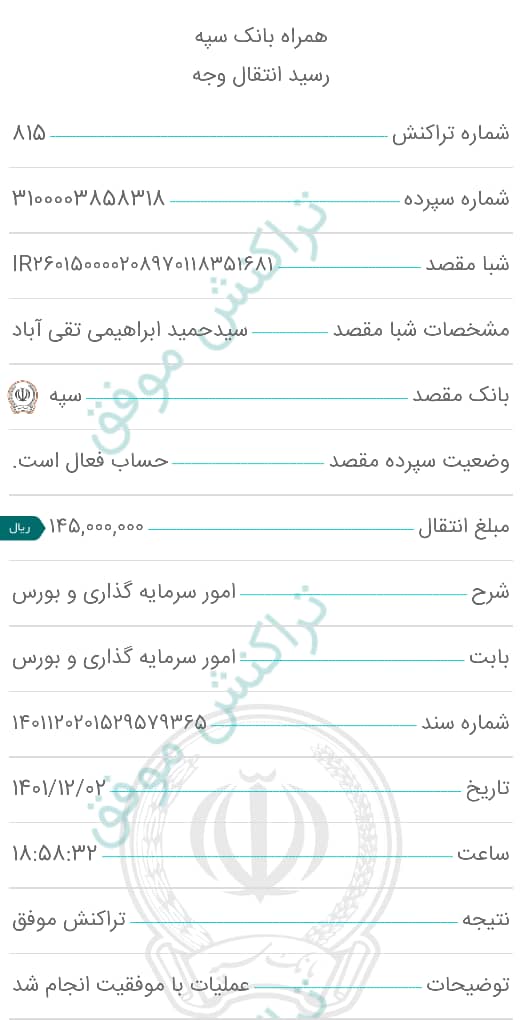 همراه بانک سپه
رسید انتقال وجه
شماره تراکنش ۸۱۵
شماره سپرده ۳۱۰۰۰۰۳۸۵۸۳۱۸
شبا مقصد IR۲۶۰۱۵۰۰۰۰۰۲۰۸۹۷۰۱۱۸۳۵۱۶۸۱
مشخصات شبا مقصد سیدحمید ابراهیمی تقی آباد
بانک مقصد سپه
وضعیت سپرده مقصد حساب فعال است.
مبلغ انتقال ۱۴۵,۰۰۰,۰۰۰ ریال
شرح امور سرمایه گذاری و بورس
بابت امور سرمایه گذاری و بورس
شماره سند ۱۴۰۱۱۲۰۲۰۱۵۲۹۵۷۹۳۶۵
تاریخ ۱۴۰۱/۱۲/۰۲
ساعت ۱۸:۵۸:۳۲
نتیجه تراکنش موفق
توضیحات عملیات با موفقیت انجام شد
تراکنش موفق
تراکنش موفق
بانک سپه